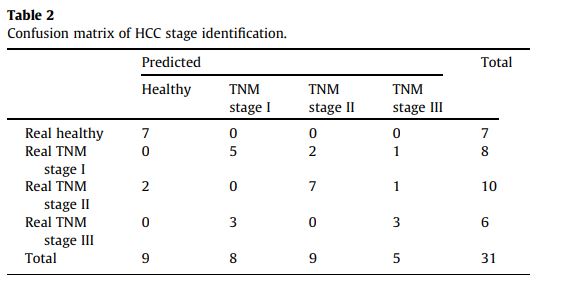 Table 2
Confusion matrix of HCC stage identification.
Predicted Total
Healthy TNM stage I TNM stage II TNM stage III
Real healthy 7 0 0 0 7
Real TNM stage I 0 5 2 1 8
Real TNM stage II 2 0 7 1 10
Real TNM stage III 0 3 0 3 6
Total 9 8 9 5 31